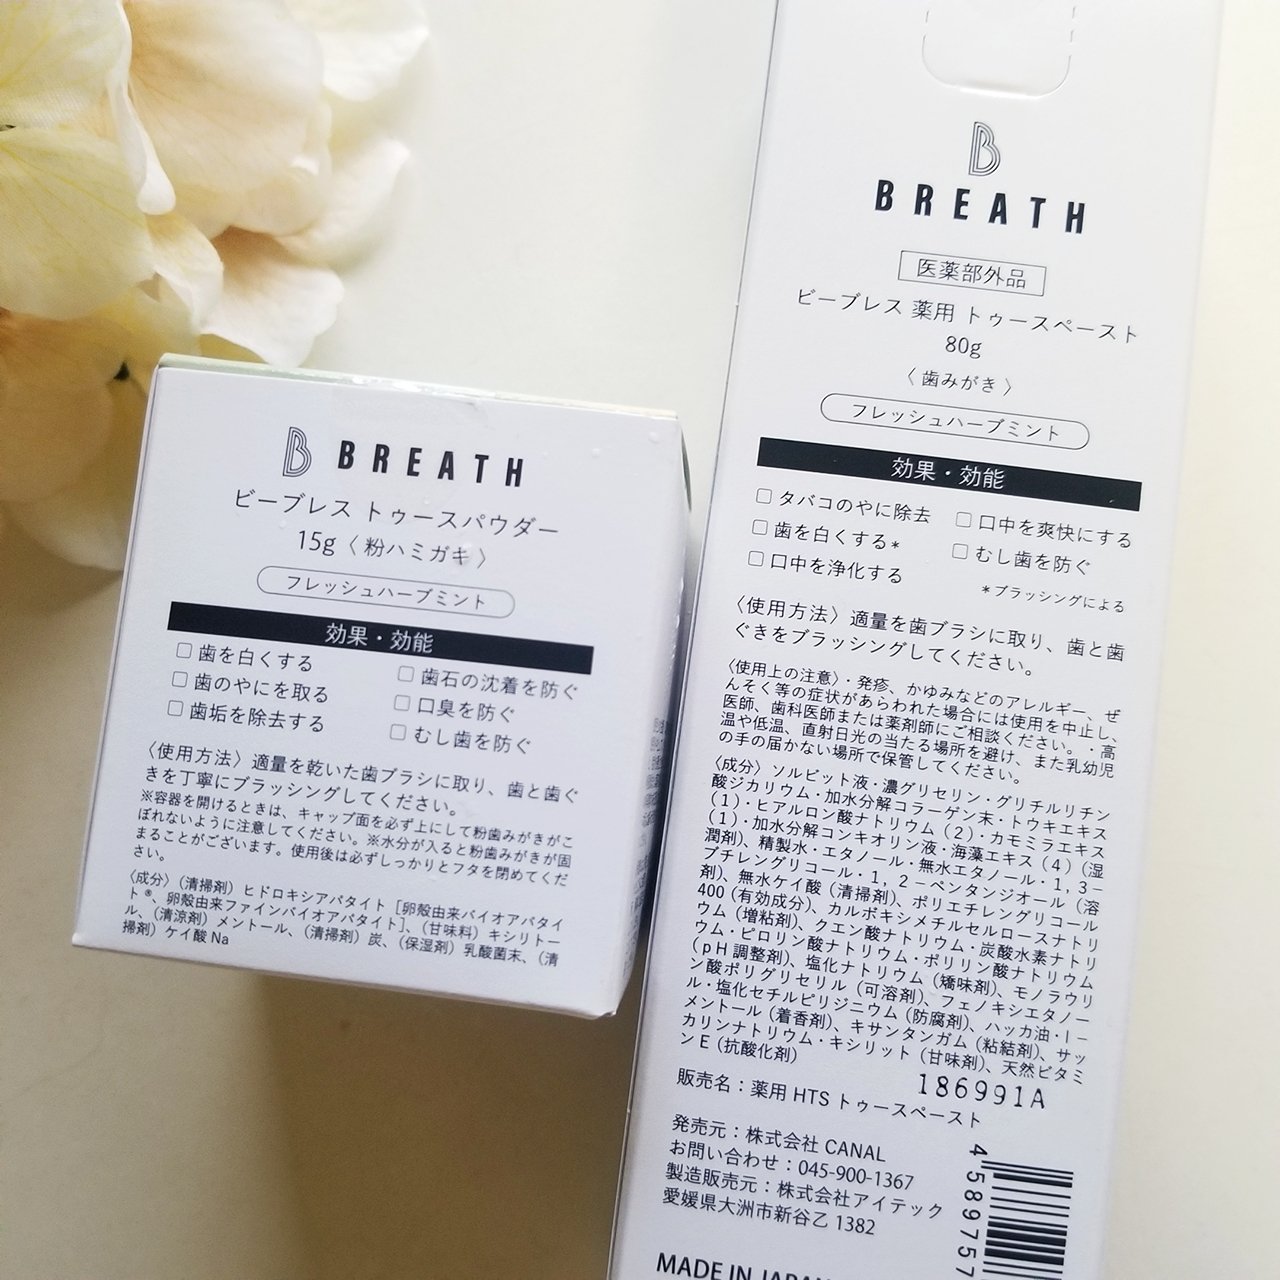 B BREATH
ビーブレス トゥースパウダー
15g〈 粉ハミガキ 〉
フレッシュハーブミント
効果・効能
□ 歯を白くする
□ 歯のやにを取る
□ 歯垢を除去する
□ 歯石の沈着を防ぐ
□ 口臭を防ぐ
□ むし歯を防ぐ
〈使用方法〉適量を乾いた歯ブラシに取り、歯と歯ぐ
きを丁寧にブラッシングしてください。
※容器を開けるときは、キャップ面を必ず上にして粉歯みがきがこ
ぼれないように注意してください。※水分が入ると粉歯みがきが固
まることがございます。使用後は必ずしっかりとフタを閉めてくだ
さい。
〈成分〉（清掃剤）ヒドロキシアパタイト［卵殻由来バイオアパタイ
ト®、卵殻由来ファインバイオアパタイト］、（甘味料）キシリトー
ル、（清涼剤）メントール、（清掃剤）炭、（保湿剤）乳酸菌末、（清
掃剤）ケイ酸 Na
B
BREATH
医薬部外品
ビーブレス 薬用 トゥースペースト
80g
〈 歯みがき 〉
フレッシュハーブミント
効果・効能
□ タバコのやに除去
□ 歯を白くする*
□ 口中を浄化する
□ 口中を爽快にする
□ むし歯を防ぐ
*ブラッシングによる
〈使用方法〉適量を歯ブラシに取り、歯と歯
ぐきをブラッシングしてください。
〈使用上の注意〉・発疹、かゆみなどのアレルギー、ぜ
んそく等の症状があらわれた場合には使用を中止し、
医師、歯科医師または薬剤師にご相談ください。・高
温や低温、直射日光の当たる場所を避け、また乳幼児
の手の届かない場所で保管してください。
〈成分〉ソルビット液・濃グリセリン・グリチルリチン
酸ジカリウム・加水分解コラーゲン末・トウキエキス
（1）・ヒアルロン酸ナトリウム（2）・カモミラエキス
（1）・加水分解コンキオリン液・海藻エキス（4）（湿
潤剤）、精製水・エタノール・無水エタノール・1，3－
ブチレングリコール・1，2－ペンタンジオール（溶
剤）、無水ケイ酸（清掃剤）、ポリエチレングリコール
400（有効成分）、カルボキシメチルセルロースナトリ
ウム（増粘剤）、クエン酸ナトリウム・炭酸水素ナトリ
ウム・ピロリン酸ナトリウム・ポリリン酸ナトリウム
（pH調整剤）、塩化ナトリウム（矯味剤）、モノラウリ
ン酸ポリグリセリル（可溶剤）、フェノキシエタノー
ル・塩化セチルピリジニウム（防腐剤）、ハッカ油・l－
メントール（着香剤）、キサンタンガム（粘結剤）、サッ
カリンナトリウム・キシリット（甘味剤）、天然ビタミ
ンE（抗酸化剤）
186991A
販売名：薬用 HTS トゥースペースト
発売元：株式会社 CANAL
お問い合わせ：045-900-1367
製造販売元：株式会社アイテック
愛媛県大洲市新谷乙 1382
MADE IN JAPAN
4 589757